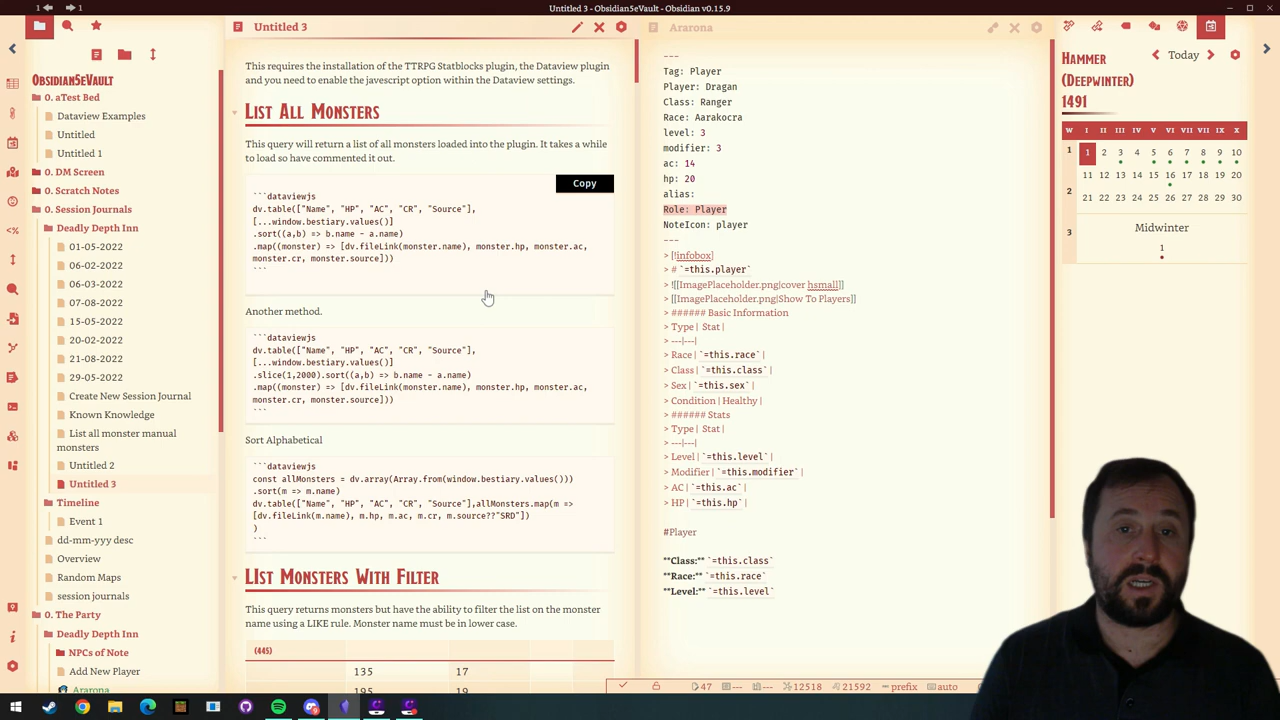 1
1
Untitled 3 - Obsidian5eVault - Obsidian v0.15.9
Obsidian5eVault
0. aTest Bed
Dataview Examples
Untitled
Untitled 1
0. DM Screen
0. Scratch Notes
0. Session Journals
Deadly Depth Inn
01-05-2022
06-02-2022
06-03-2022
07-08-2022
15-05-2022
20-02-2022
21-08-2022
29-05-2022
Create New Session Journal
Known Knowledge
List all monster manual
monsters
Untitled 2
Untitled 3
Timeline
Event 1
dd-mm-yyy desc
Overview
Random Maps
session journals
0. The Party
Deadly Depth Inn
NPCs of Note
Add New Player
Ararona
Untitled 3
This requires the installation of the TTRPG Statblocks plugin, the Dataview plugin
and you need to enable the javascript option within the Dataview settings.
List All Monsters
This query will return a list of all monsters loaded into the plugin. It takes a while
to load so have commented it out.
Copy
```dataviewjs
dv.table(["Name", "HP", "AC", "CR", "Source"],
[...window.bestiary.values()]
.sort((a,b) => b.name - a.name)
.map((monster) => [dv.fileLink(monster.name), monster.hp, monster.ac,
monster.cr, monster.source]))
```
Another method.
```dataviewjs
dv.table(["Name", "HP", "AC", "CR", "Source"],
[...window.bestiary.values()]
.slice(1,2000).sort((a,b) => b.name - a.name)
.map((monster) => [dv.fileLink(monster.name), monster.hp, monster.ac,
monster.cr, monster.source]))
```
Sort Alphabetical
```dataviewjs
const allMonsters = dv.array(Array.from(window.bestiary.values()))
.sort(m => m.name)
dv.table(["Name", "HP", "AC", "CR", "Source"],allMonsters.map(m =>
[dv.fileLink(m.name), m.hp, m.ac, m.cr, m.source??"SRD"])
)
```
LIst Monsters With Filter
This query returns monsters but have the ability to filter the list on the monster
name using a LIKE rule. Monster name must be in lower case.
(445)
135 17
195 19
Ararona
---
Tag: Player
Player: Dragan
Class: Ranger
Race: Aarakocra
level: 3
modifier: 3
ac: 14
hp: 20
alias:
Role: Player
NoteIcon: player
---
> [!infobox]
> # `=this.player`
> ![[ImagePlaceholder.png|cover hsmall]]
> [[ImagePlaceholder.png|Show To Players]]
> ###### Basic Information
> Type | Stat |
> ---|---|
> Race | `=this.race` |
> Class | `=this.class` |
> Sex | `=this.sex` |
> Condition | Healthy |
> ###### Stats
> Type | Stat |
> ---|---|
> Level | `=this.level` |
> Modifier | `=this.modifier` |
> AC | `=this.ac` |
> HP | `=this.hp` |
#Player
**Class:** `=this.class`
**Race:** `=this.race`
**Level:** `=this.level`
47 --- --- 12518 21592 prefix auto
Hammer
(Deepwinter)
1491
Today
W I II III IV V VI VII VIII IX X
1 1 2 3 4 5 6 7 8 9 10
2 11 12 13 14 15 16 17 18 19 20
21 22 23 24 25 26 27 28 29 30
Midwinter
3 1